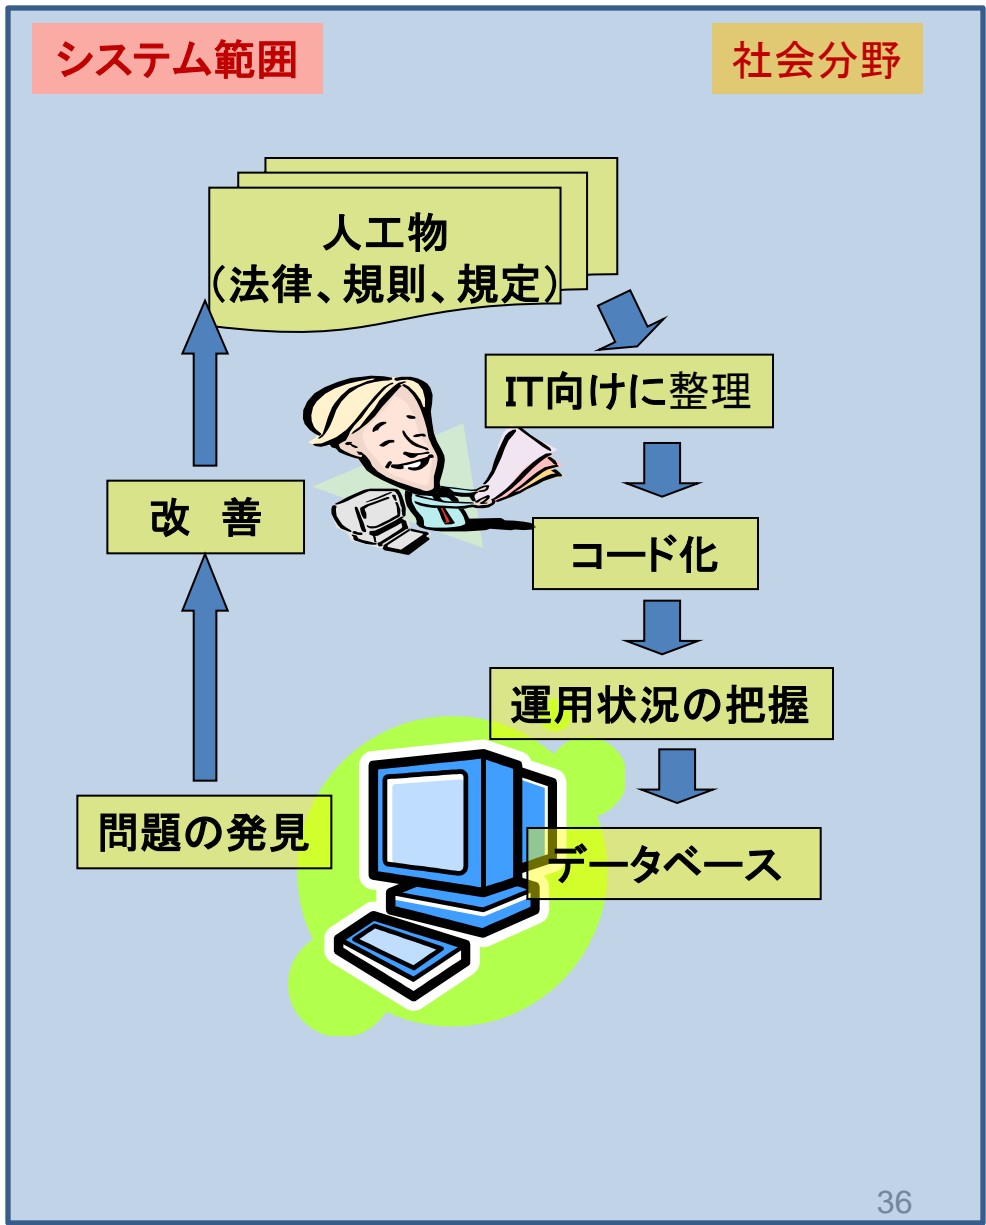 システム範囲
社会分野
人工物
（法律、規則、規定）
IT向けに整理
改　善
コード化
運用状況の把握
問題の発見
データベース
36